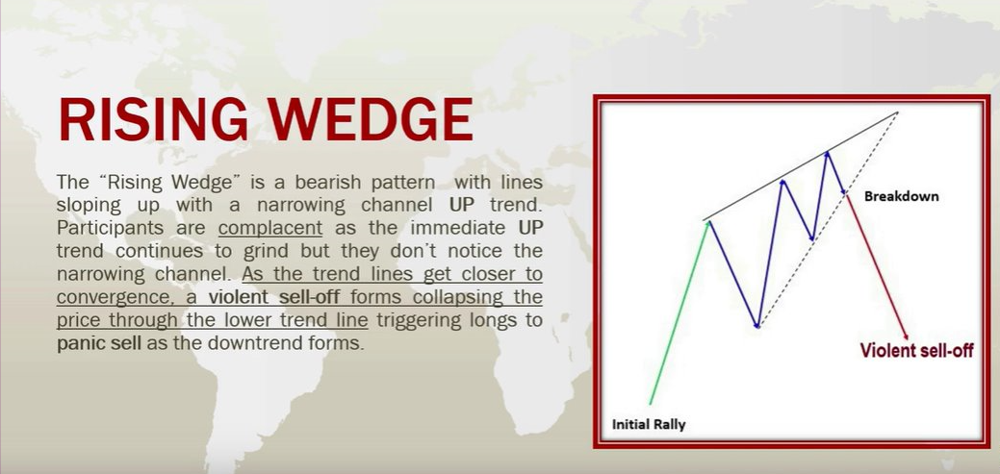 RISING WEDGE
The “Rising Wedge” is a bearish pattern with lines
sloping up with a narrowing channel UP trend.
Participants are complacent as the immediate UP
trend continues to grind but they don’t notice the
narrowing channel. As the trend lines get closer to
convergence, a violent sell-off forms collapsing the
price through the lower trend line triggering longs to
panic sell as the downtrend forms.
Breakdown
Violent sell-off
Initial Rally